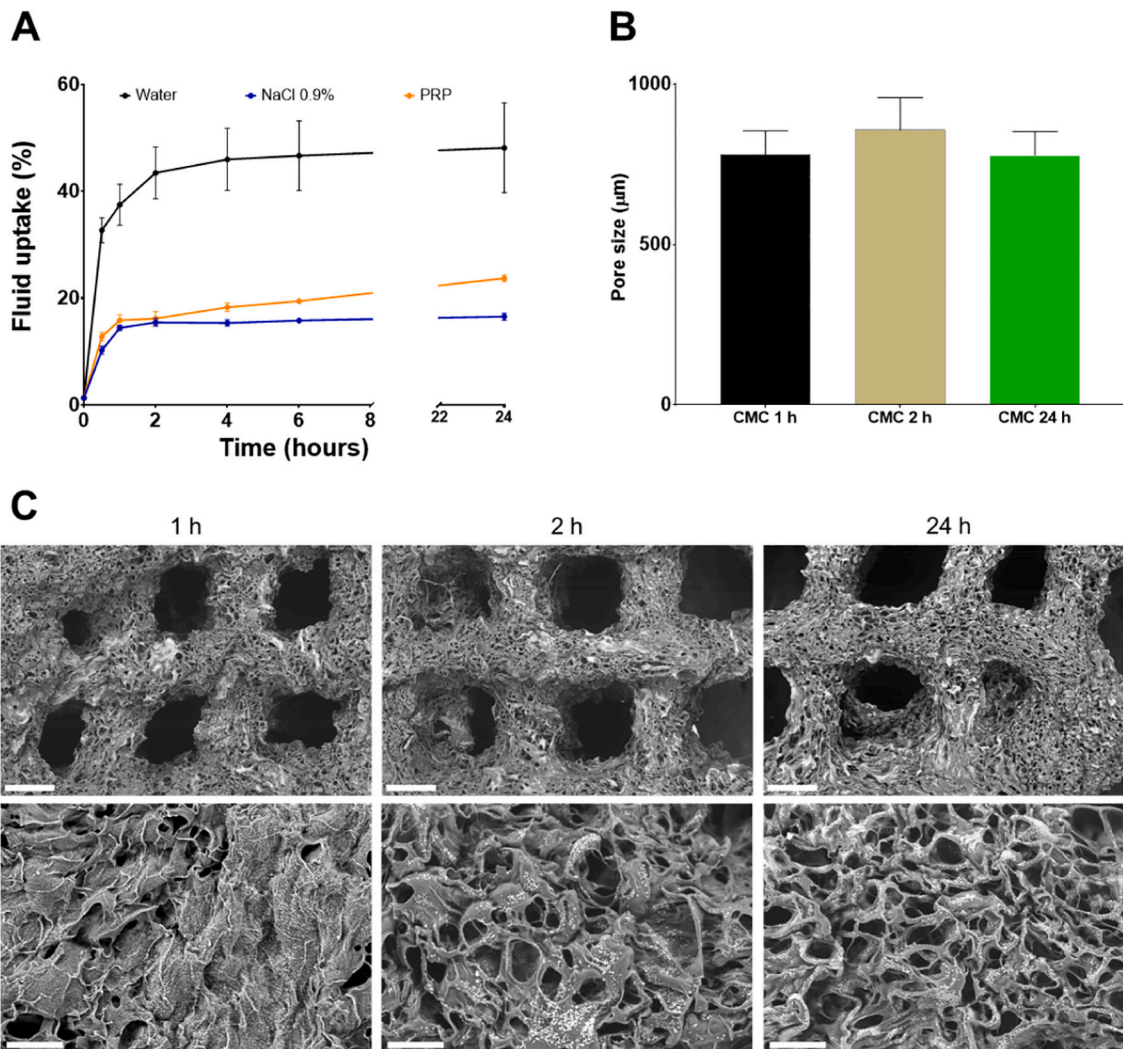 A
Water NaCl 0.9% PRP
60
40
20
0
Fluid uptake (%)
0 2 4 6 8 22 24
Time (hours)
B
1000
500
0
Pore size (µm)
CMC 1 h CMC 2 h CMC 24 h
C
1 h 2 h 24 h